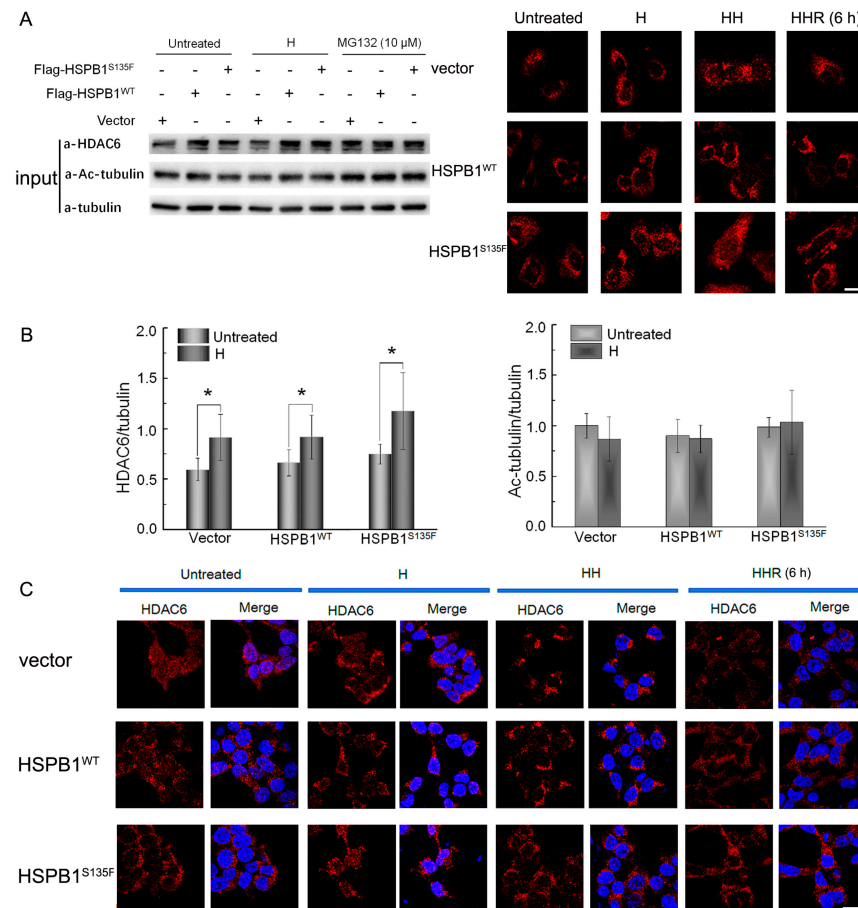 A
Untreated H MG132 (10 µM)
Flag-HSPB1S135F - - + - - + - - +
Flag-HSPB1WT - + - - + - - + -
Vector + - - + - - + - -
input
a-HDAC6
a-Ac-tubulin
a-tubulin
Untreated H HH HHR (6 h)
vector
HSPB1WT
HSPB1S135F
B
HDAC6/tubulin
2.0
1.5
1.0
0.5
0.0
Untreated
H
* * *
Vector HSPB1WT HSPB1S135F
Ac-tublulin/tubulin
2.0
1.5
1.0
0.5
0.0
Untreated
H
Vector HSPB1WT HSPB1S135F
C
Untreated H HH HHR (6 h)
HDAC6 Merge HDAC6 Merge HDAC6 Merge HDAC6 Merge
vector
HSPB1WT
HSPB1S135F